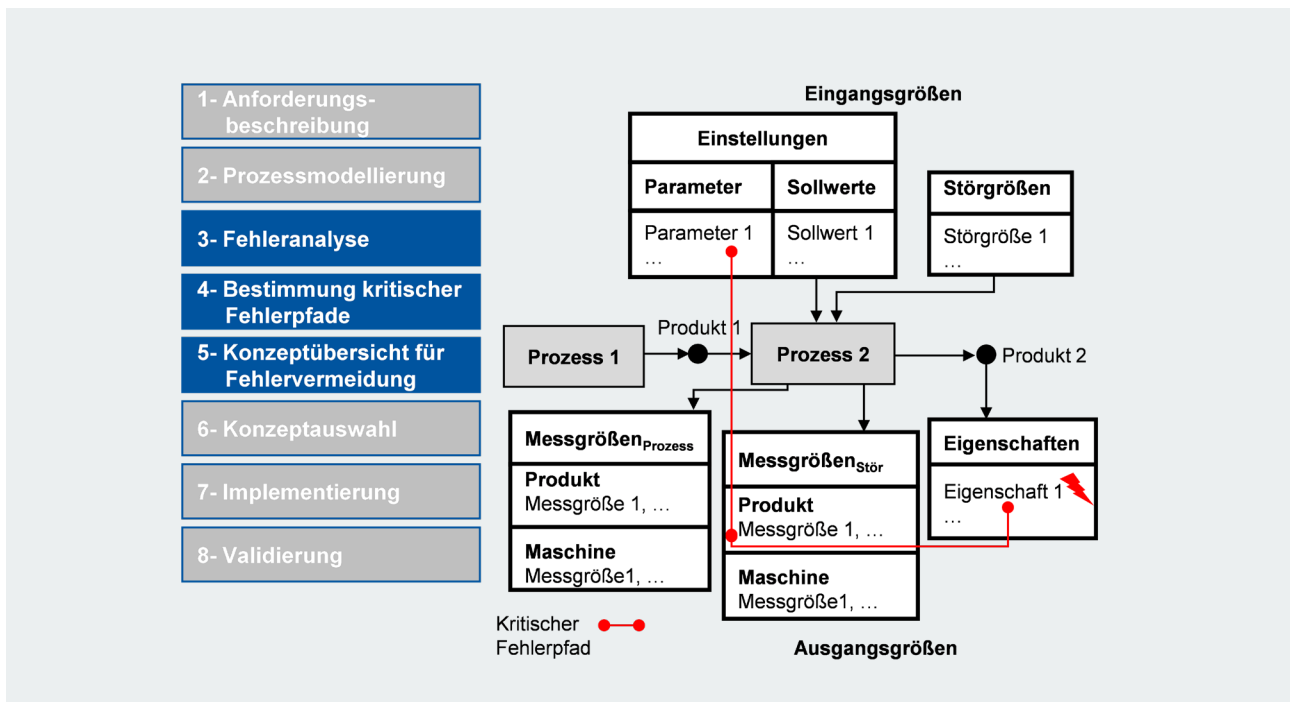 1- Anforderungs-
beschreibung
2- Prozessmodellierung
3- Fehleranalyse
4- Bestimmung kritischer
Fehlerpfade
5- Konzeptübersicht für
Fehlervermeidung
6- Konzeptauswahl
7- Implementierung
8- Validierung
Eingangsgrößen
Einstellungen
Parameter
Sollwerte
Parameter 1
...
Sollwert 1
...
Störgrößen
Störgröße 1
...
Prozess 1
Produkt 1
Prozess 2
Produkt 2
MessgrößenProzess
Produkt
Messgröße 1, ...
Maschine
Messgröße1, ...
MessgrößenStör
Produkt
Messgröße 1, ...
Maschine
Messgröße1, ...
Eigenschaften
Eigenschaft 1
...
Kritischer
Fehlerpfad
Ausgangsgrößen